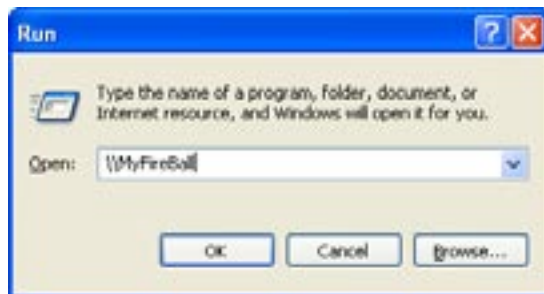 Run
Type the name of a program, folder, document, or
Internet resource, and Windows will open it for you.
Open: \\MyFireBall
OK Cancel Browse...